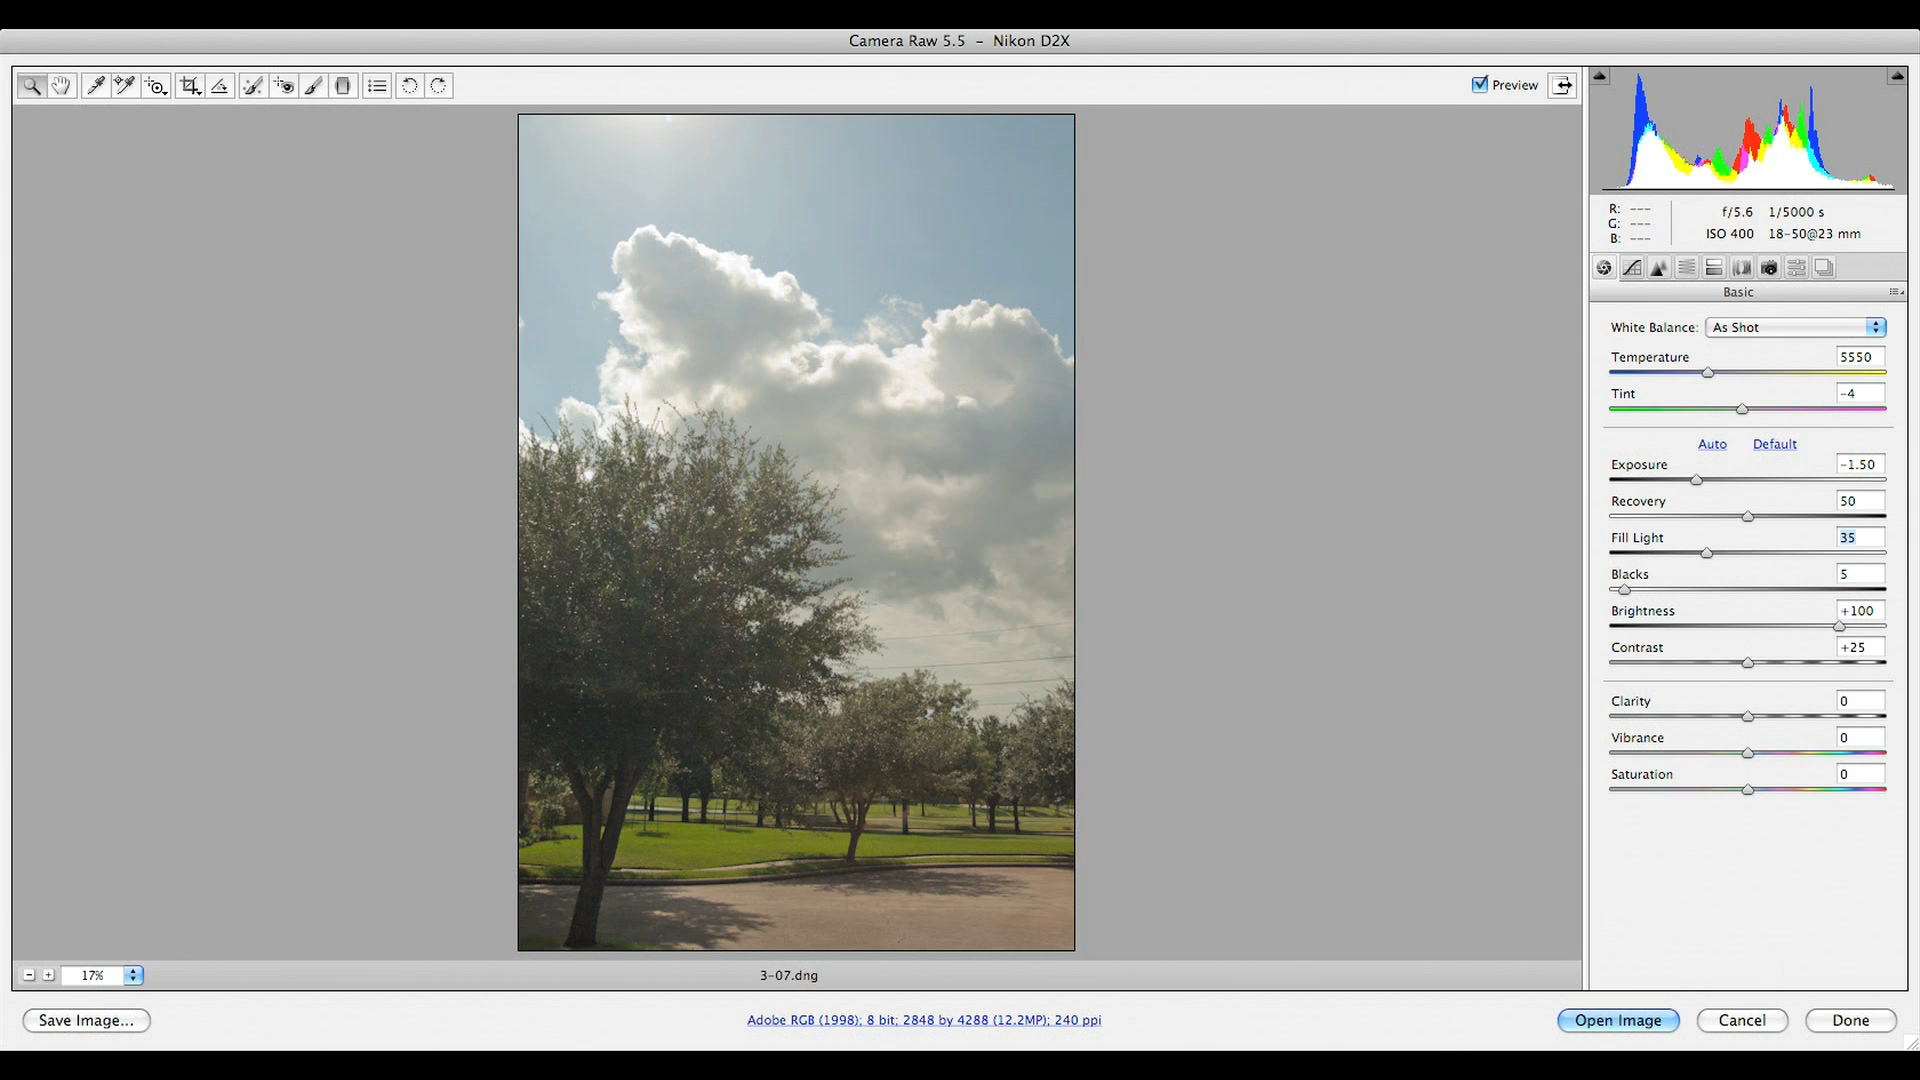 Camera Raw 5.5 – Nikon D2X
Preview
R: ---
G: ---
B: ---
f/5.6 1/5000 s
ISO 400 18-50@23 mm
Basic
White Balance: As Shot
Temperature 5550
Tint -4
Auto Default
Exposure -1.50
Recovery 50
Fill Light 35
Blacks 5
Brightness +100
Contrast +25
Clarity 0
Vibrance 0
Saturation 0
17%
3-07.dng
Save Image...
Adobe RGB (1998); 8 bit; 2848 by 4288 (12.2MP); 240 ppi
Open Image
Cancel
Done